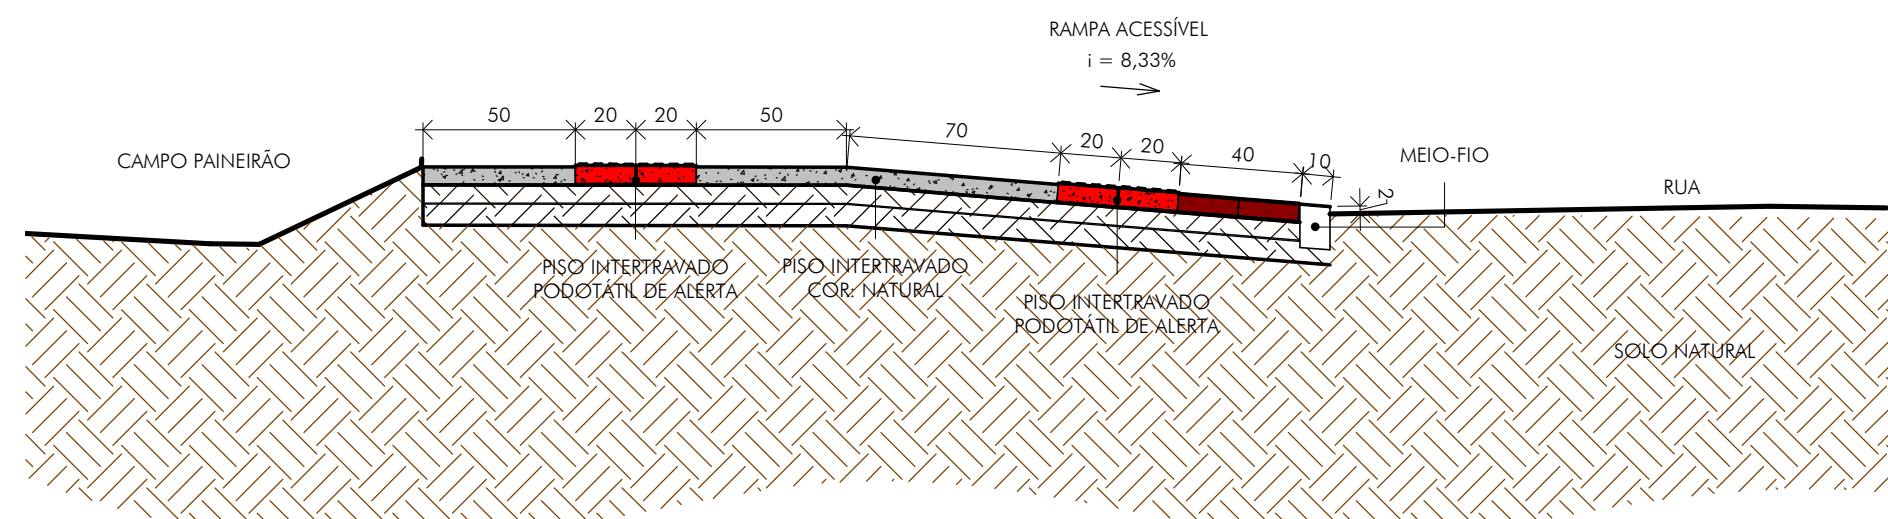 RAMPA ACESSÍVEL
i = 8,33%
50
20
20
50
70
20
20
40
10
CAMPO PAINEIRÃO
MEIO-FIO
2
RUA
PISO INTERTRAVADO
PODOTÁTIL DE ALERTA
PISO INTERTRAVADO
COR: NATURAL
PISO INTERTRAVADO
PODOTÁTIL DE ALERTA
SOLO NATURAL